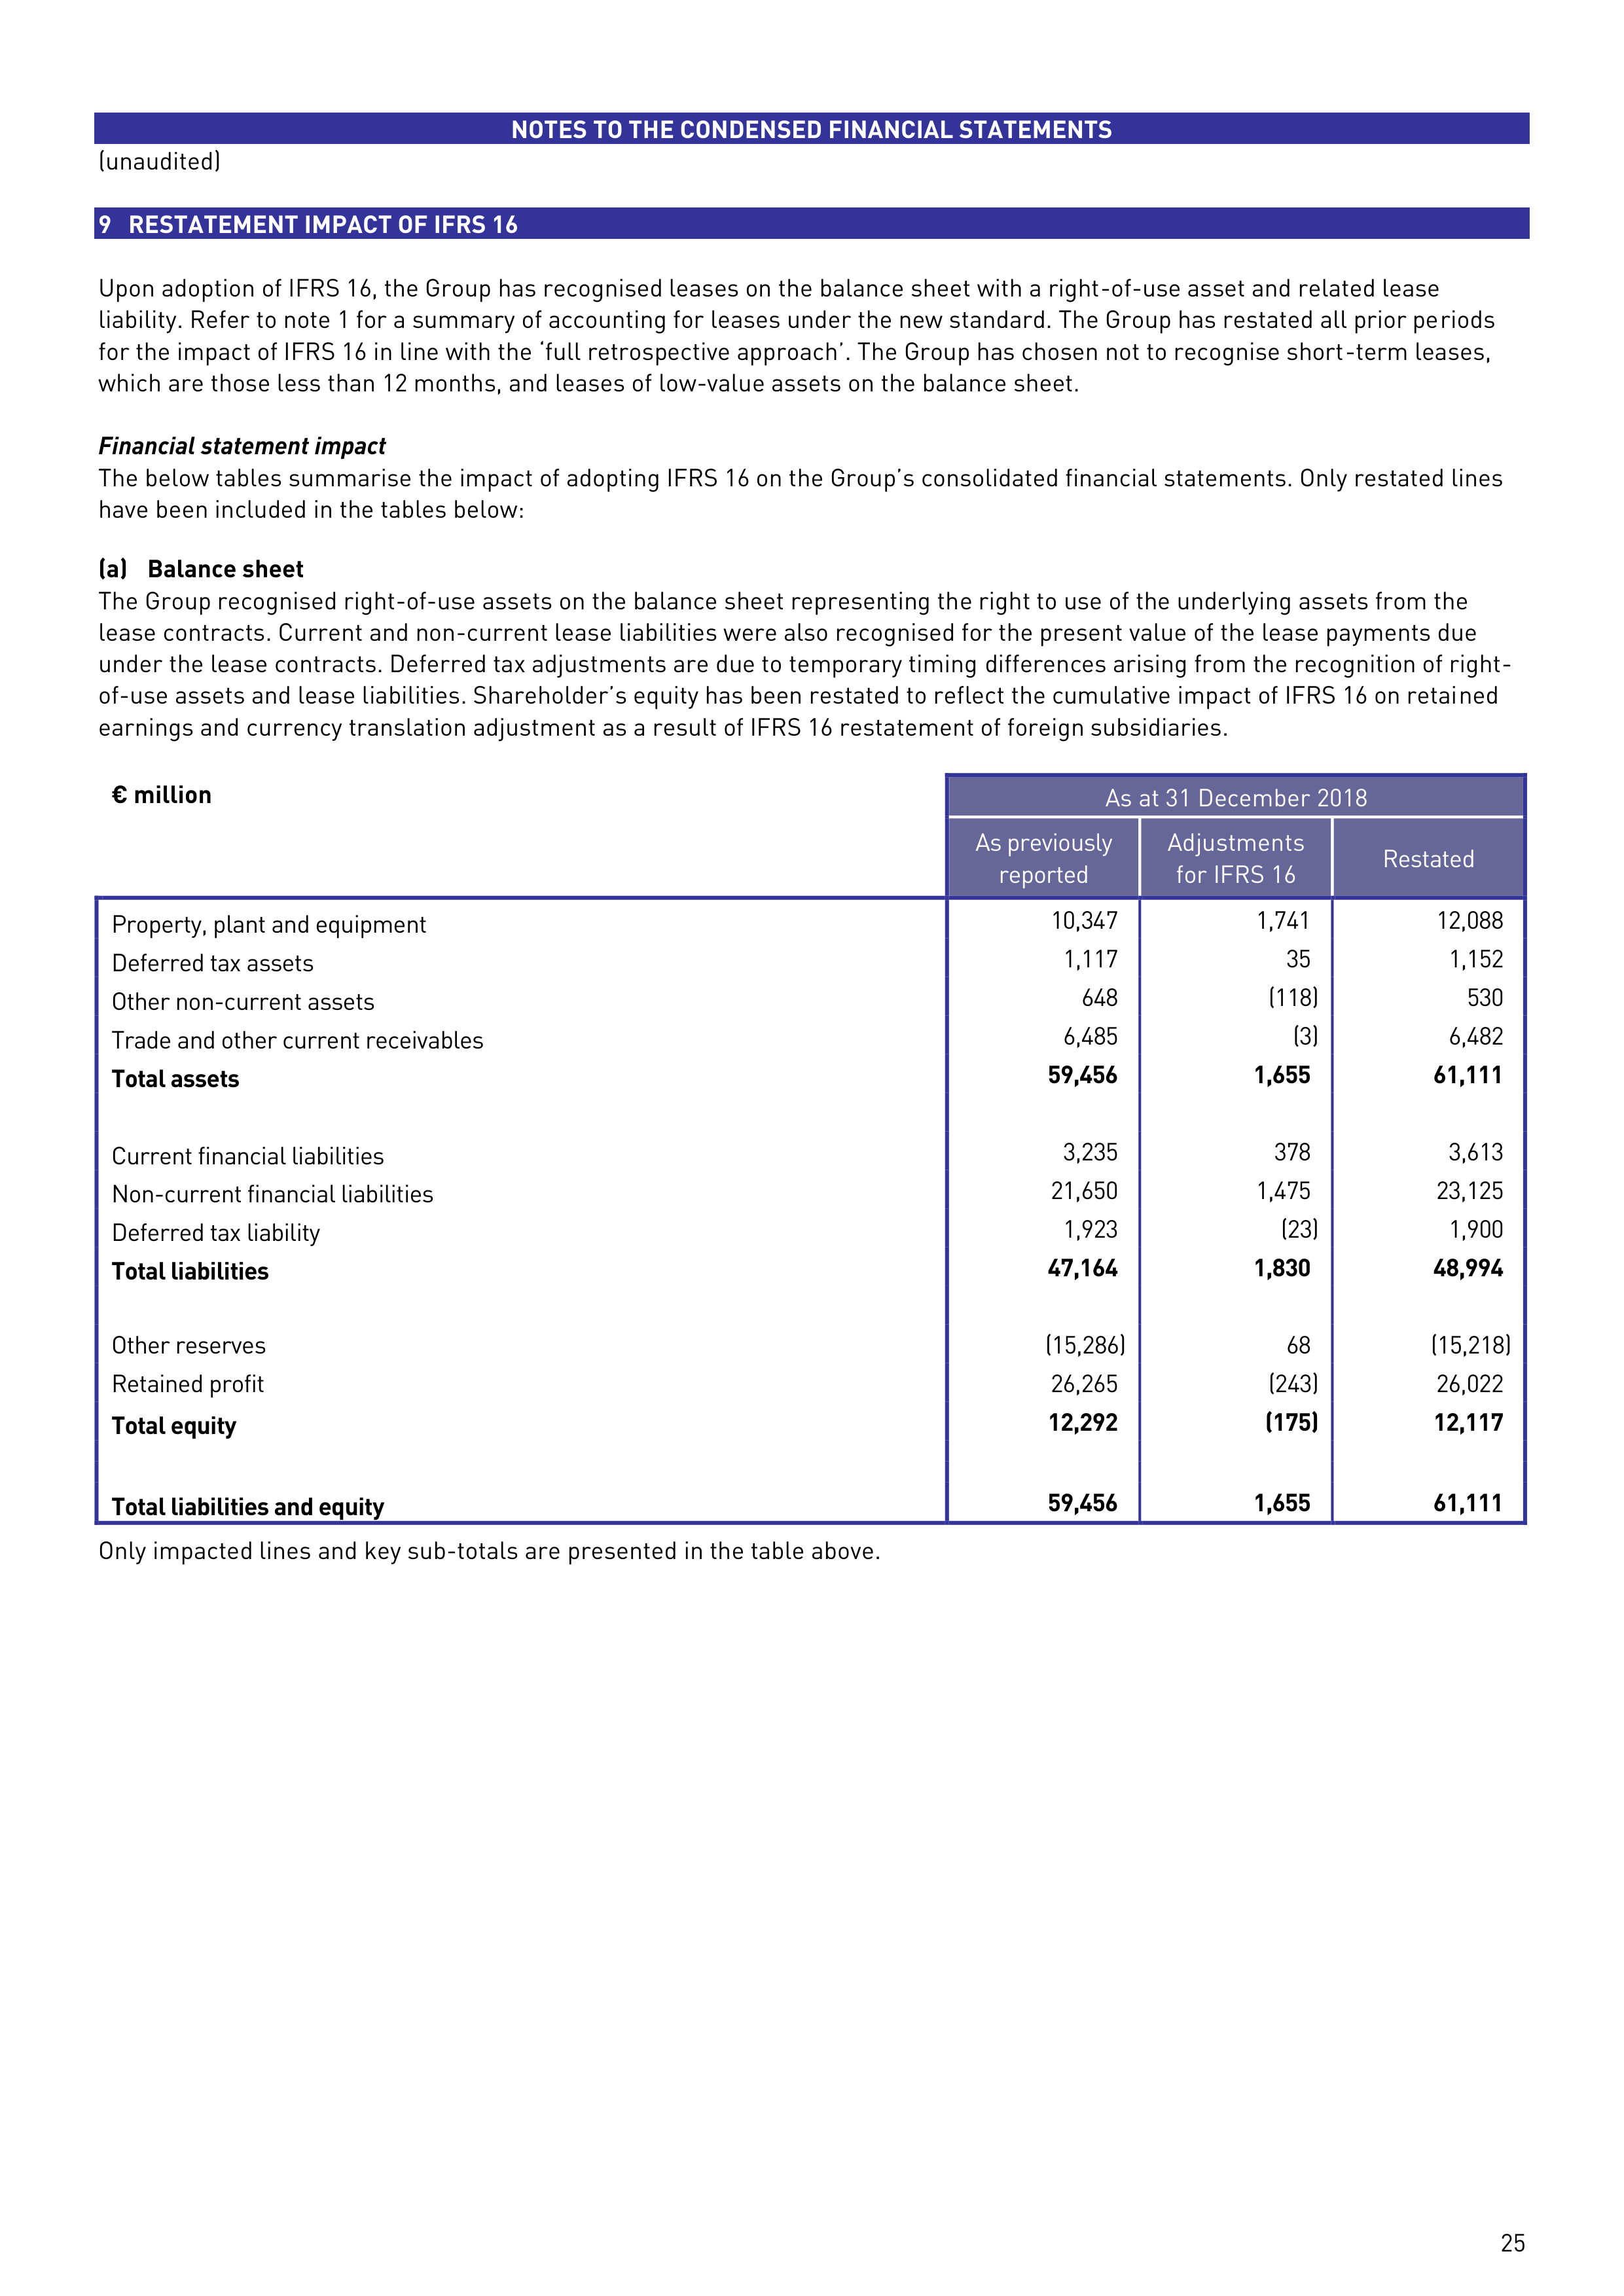 NOTES TO THE CONDENSED FINANCIAL STATEMENTS
(unaudited)
9 RESTATEMENT IMPACT OF IFRS 16
Upon adoption of IFRS 16, the Group has recognised leases on the balance sheet with a right-of-use asset and related lease
liability. Refer to note 1 for a summary of accounting for leases under the new standard. The Group has restated all prior periods
for the impact of IFRS 16 in line with the ‘full retrospective approach’. The Group has chosen not to recognise short-term leases,
which are those less than 12 months, and leases of low-value assets on the balance sheet.
Financial statement impact
The below tables summarise the impact of adopting IFRS 16 on the Group’s consolidated financial statements. Only restated lines
have been included in the tables below:
(a) Balance sheet
The Group recognised right-of-use assets on the balance sheet representing the right to use of the underlying assets from the
lease contracts. Current and non-current lease liabilities were also recognised for the present value of the lease payments due
under the lease contracts. Deferred tax adjustments are due to temporary timing differences arising from the recognition of right-
of-use assets and lease liabilities. Shareholder’s equity has been restated to reflect the cumulative impact of IFRS 16 on retained
earnings and currency translation adjustment as a result of IFRS 16 restatement of foreign subsidiaries.
€ million As at 31 December 2018
As previously reported Adjustments for IFRS 16 Restated
Property, plant and equipment 10,347 1,741 12,088
Deferred tax assets 1,117 35 1,152
Other non-current assets 648 (118) 530
Trade and other current receivables 6,485 (3) 6,482
Total assets 59,456 1,655 61,111
Current financial liabilities 3,235 378 3,613
Non-current financial liabilities 21,650 1,475 23,125
Deferred tax liability 1,923 (23) 1,900
Total liabilities 47,164 1,830 48,994
Other reserves (15,286) 68 (15,218)
Retained profit 26,265 (243) 26,022
Total equity 12,292 (175) 12,117
Total liabilities and equity 59,456 1,655 61,111
Only impacted lines and key sub-totals are presented in the table above.
25